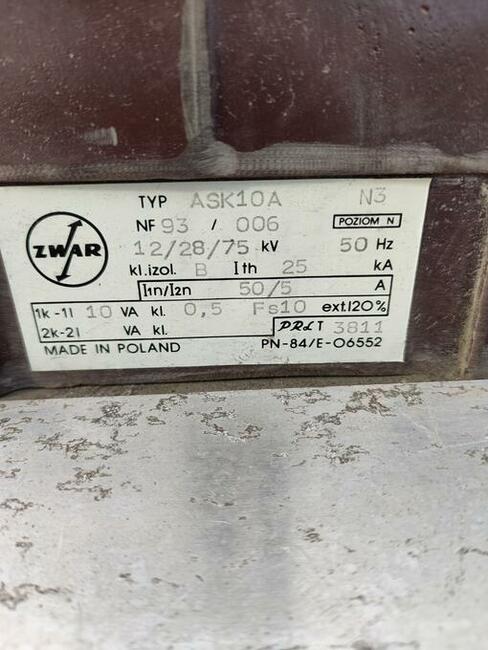 TYP ASK10A N3
ZWAR
NF 93 / 006 POZIOM N
12/28/75 kV 50 Hz
kl.izol. B Ith 25 kA
I1n/I2n 50/5 A
1k-1l 10 VA kl. 0,5 Fs10 ext.120%
2k-2l VA kl. PRLT 3811
MADE IN POLAND PN-84/E-06552